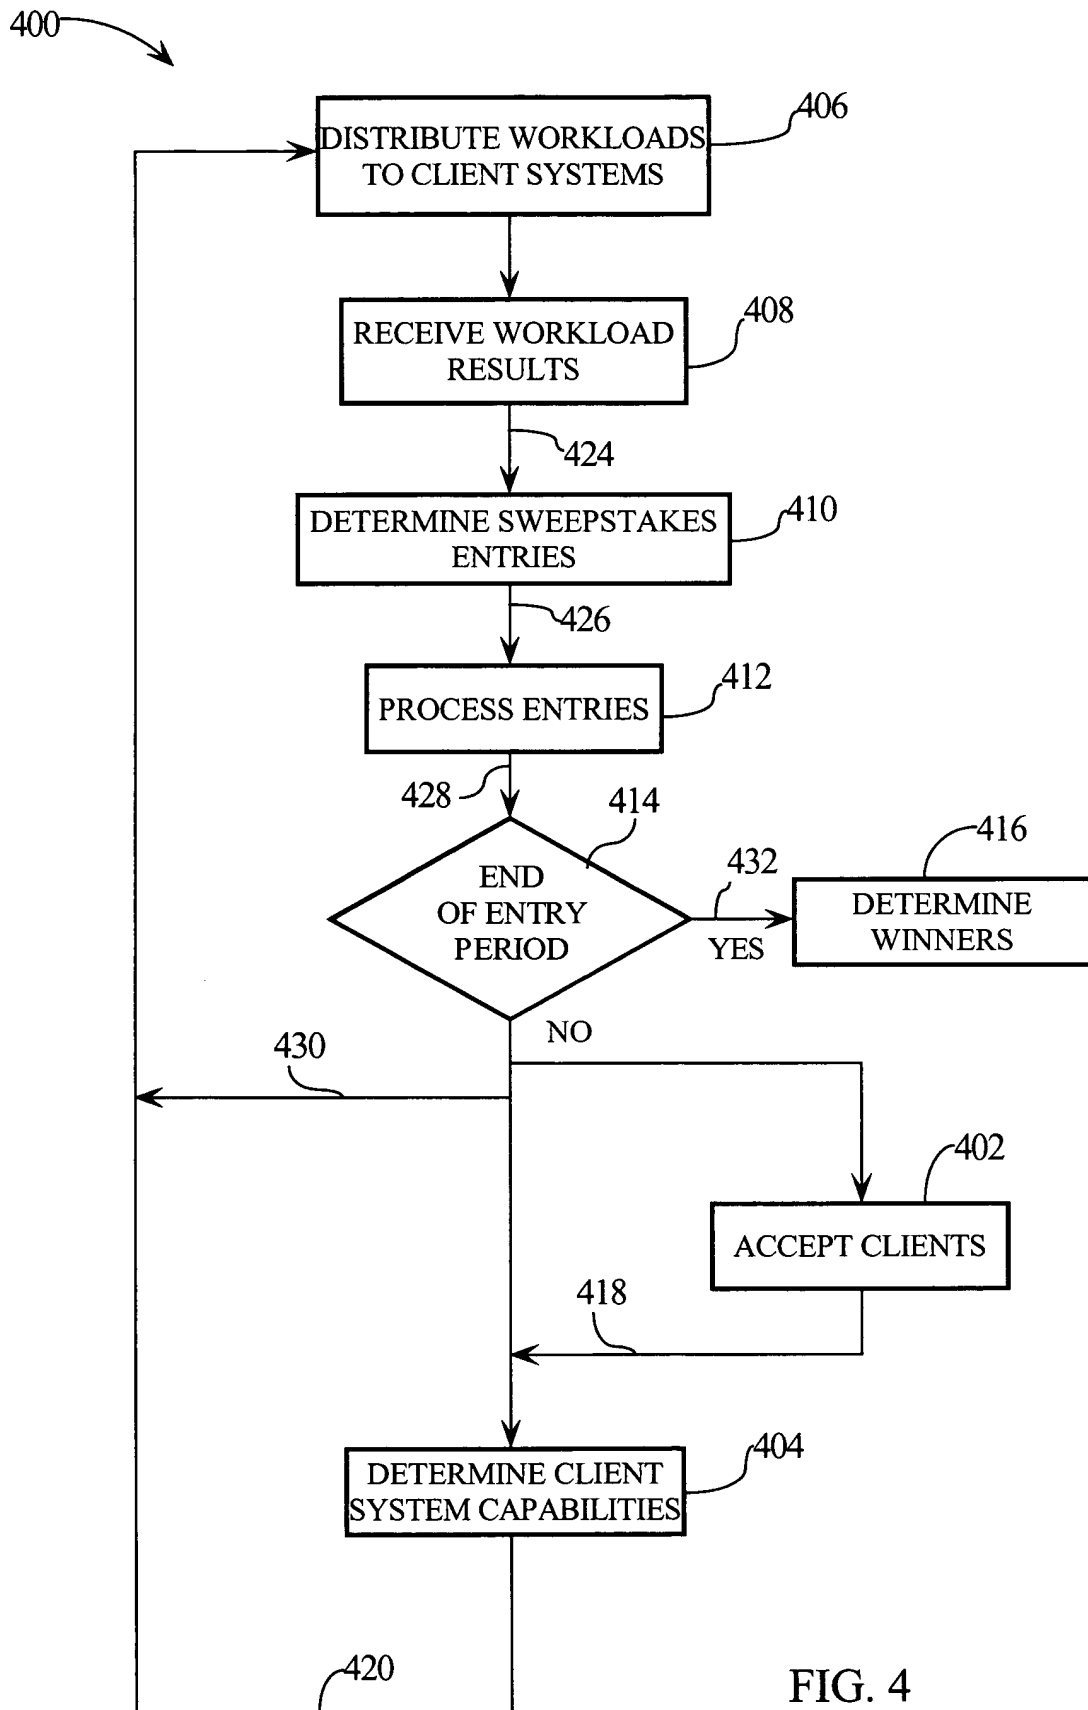 400
406
DISTRIBUTE WORKLOADS
TO CLIENT SYSTEMS
408
RECEIVE WORKLOAD
RESULTS
424
410
DETERMINE SWEEPSTAKES
ENTRIES
426
412
PROCESS ENTRIES
428
414
416
END
OF ENTRY
PERIOD
432
YES
DETERMINE
WINNERS
NO
430
402
ACCEPT CLIENTS
418
404
DETERMINE CLIENT
SYSTEM CAPABILITIES
420
FIG. 4